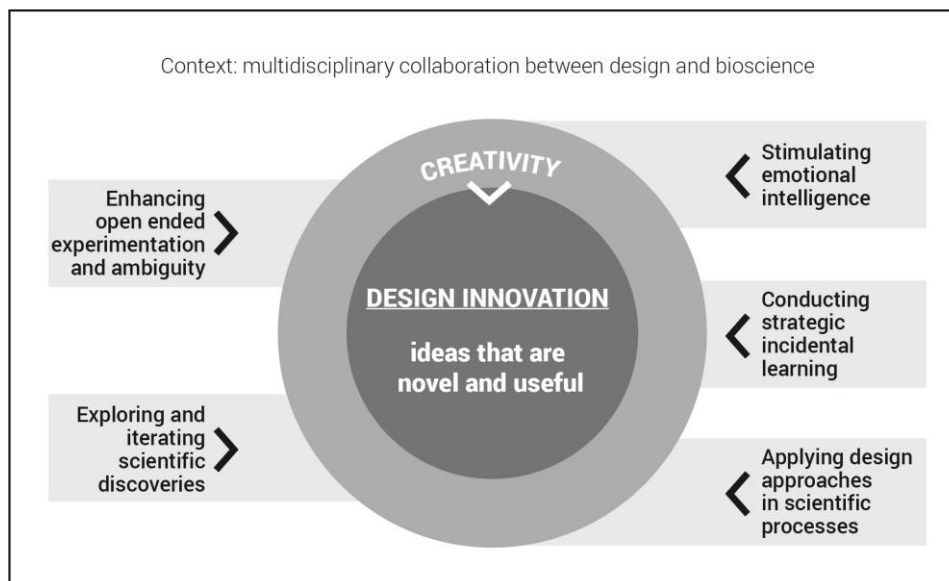 Context: multidisciplinary collaboration between design and bioscience
CREATIVITY
Enhancing
open ended
experimentation
and ambiguity
Exploring and
iterating
scientific
discoveries
DESIGN INNOVATION
ideas that are
novel and useful
Stimulating
emotional
intelligence
Conducting
strategic
incidental
learning
Applying design
approaches
in scientific
processes